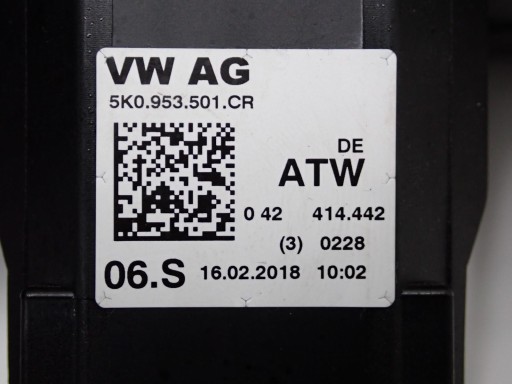 VW AG
5K0.953.501.CR
DE
ATW
0 42 414.442
(3) 0228
06.S 16.02.2018 10:02